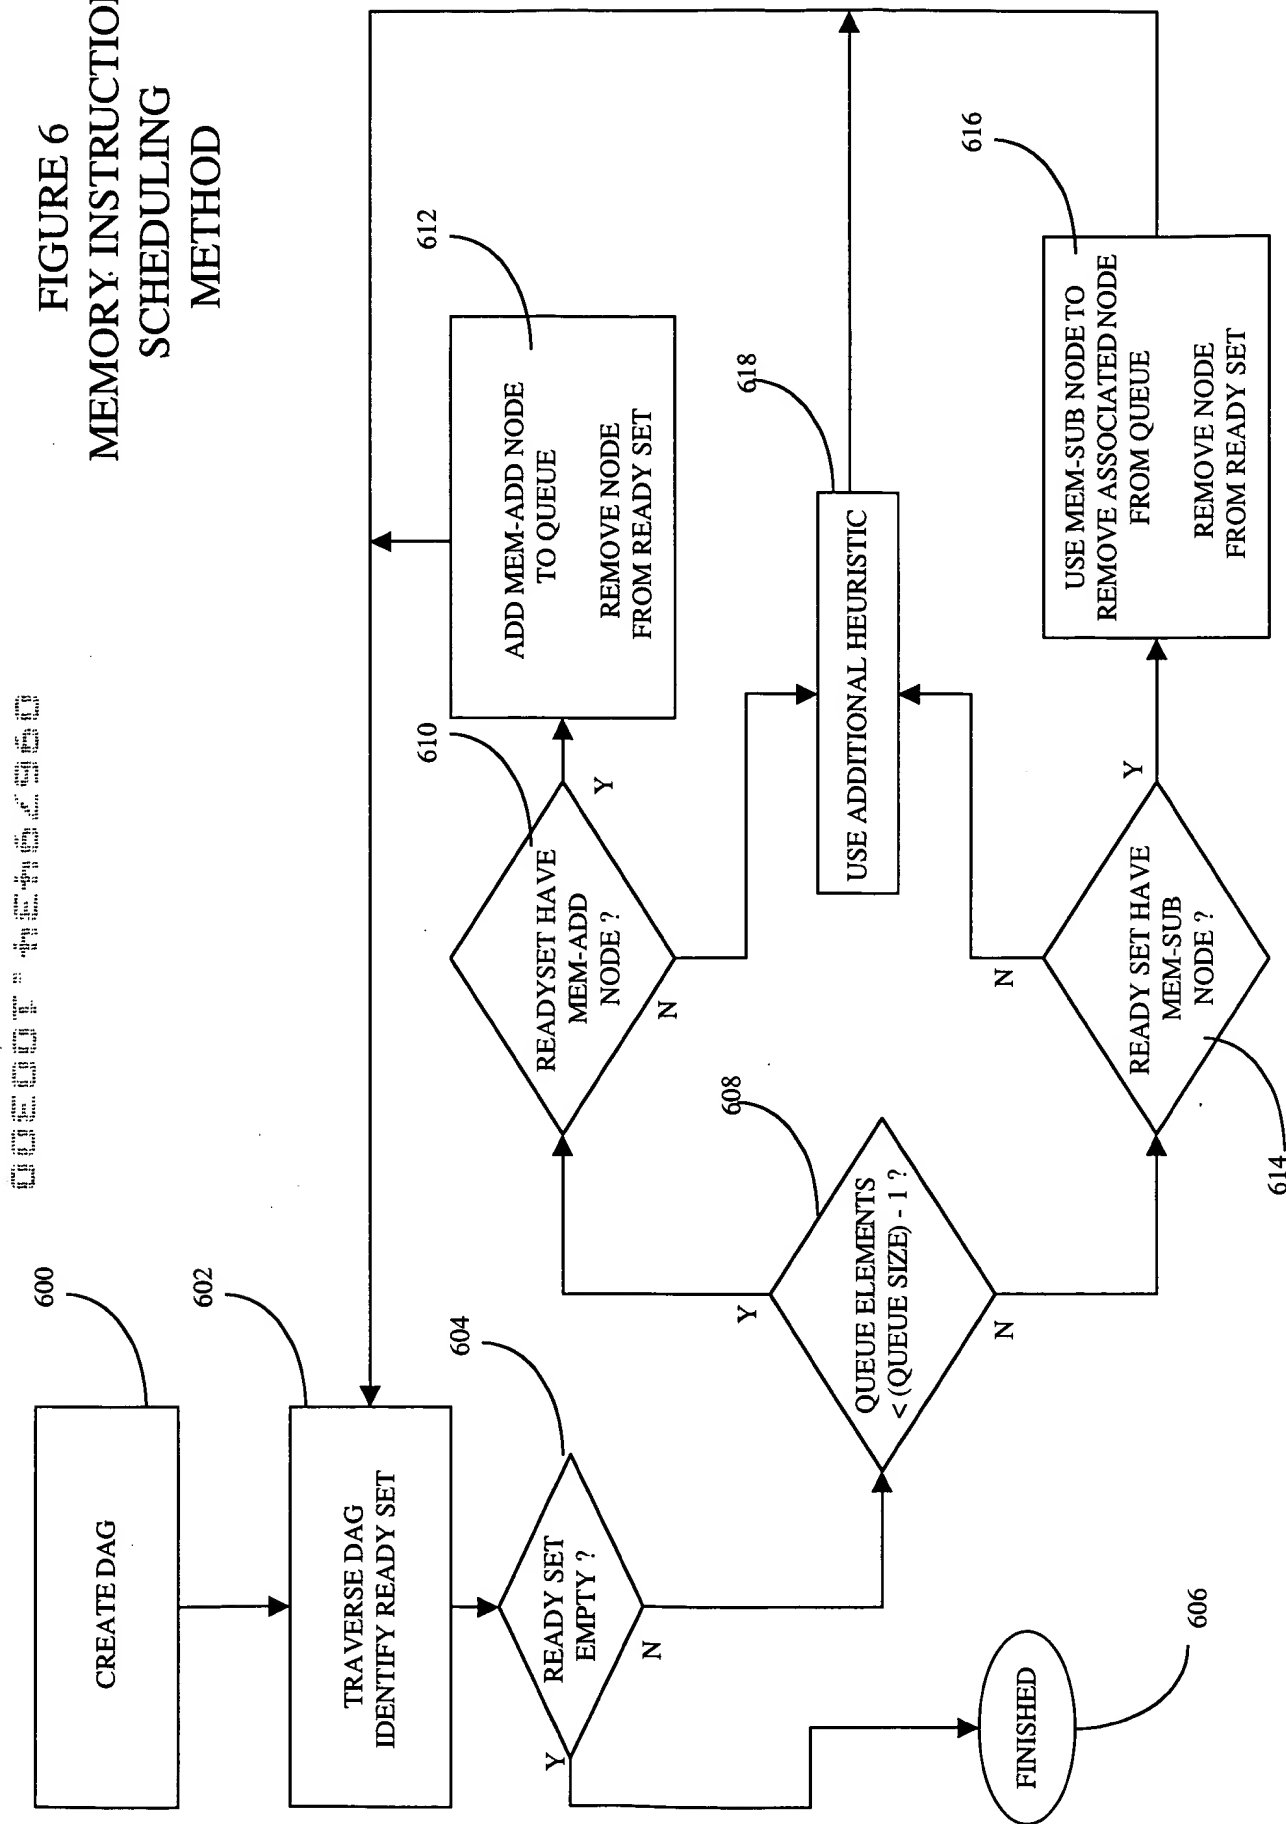 FIGURE 6
MEMORY INSTRUCTION
SCHEDULING
METHOD
600
CREATE DAG
602
TRAVERSE DAG
IDENTIFY READY SET
604
READY SET
EMPTY ?
Y
N
606
FINISHED
608
QUEUE ELEMENTS
< (QUEUE SIZE) - 1 ?
Y
N
610
READYSET HAVE
MEM-ADD
NODE ?
Y
N
612
ADD MEM-ADD NODE
TO QUEUE
REMOVE NODE
FROM READY SET
618
USE ADDITIONAL HEURISTIC
614
READY SET HAVE
MEM-SUB
NODE ?
N
Y
616
USE MEM-SUB NODE TO
REMOVE ASSOCIATED NODE
FROM QUEUE
REMOVE NODE
FROM READY SET